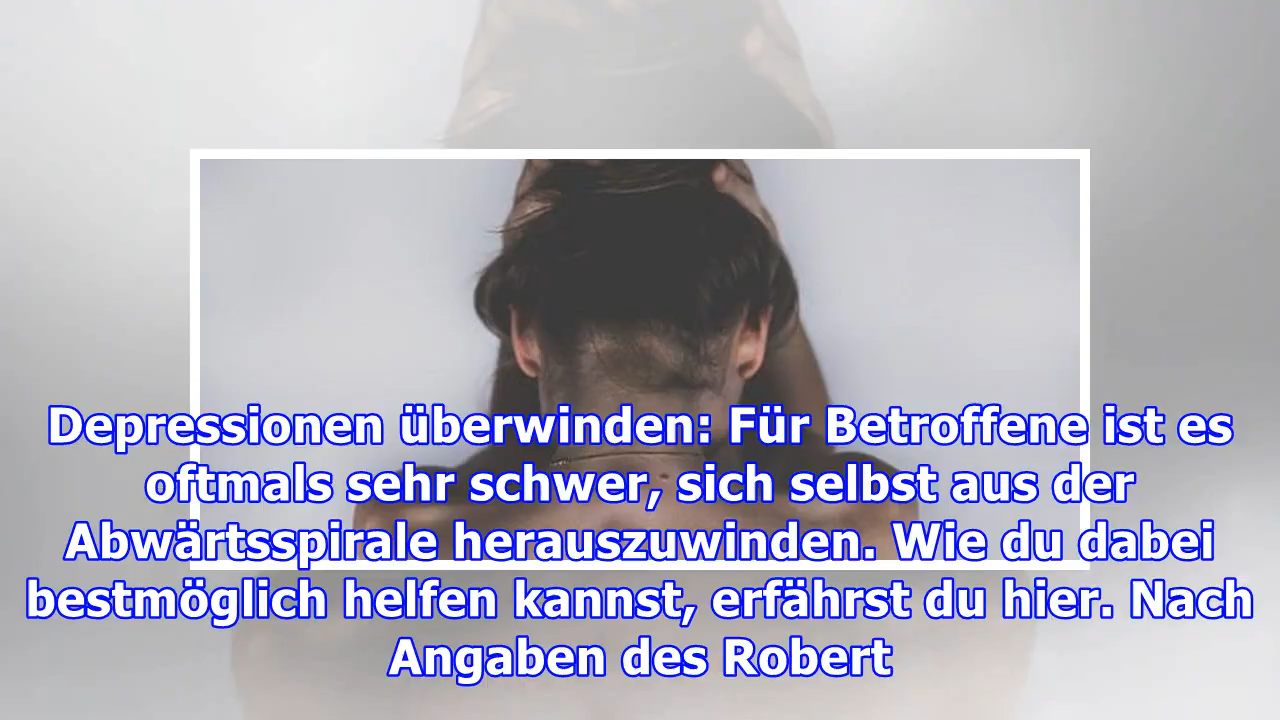 Depressionen überwinden: Für Betroffene ist es
oftmals sehr schwer, sich selbst aus der
Abwärtsspirale herauszuwinden. Wie du dabei
bestmöglich helfen kannst, erfährst du hier. Nach
Angaben des Robert